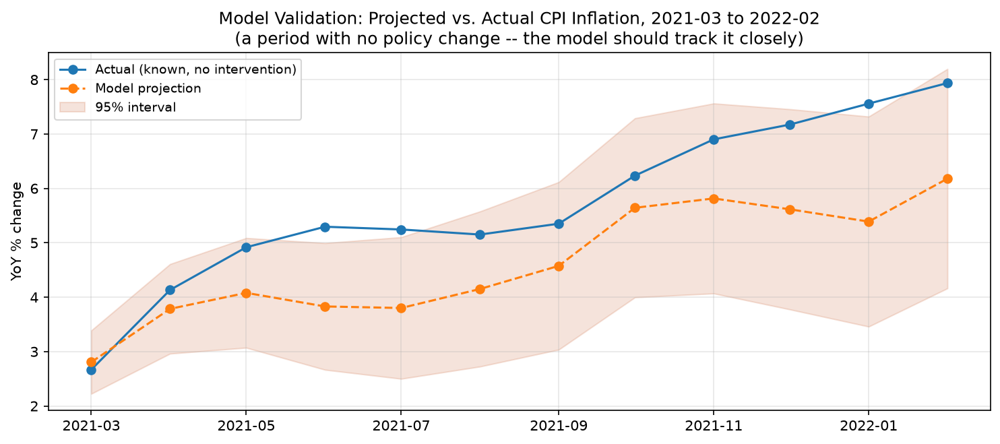 Model Validation: Projected vs. Actual CPI Inflation, 2021-03 to 2022-02
(a period with no policy change -- the model should track it closely)
Actual (known, no intervention)
Model projection
95% interval
YoY % change
8
7
6
5
4
3
2
2021-03
2021-05
2021-07
2021-09
2021-11
2022-01